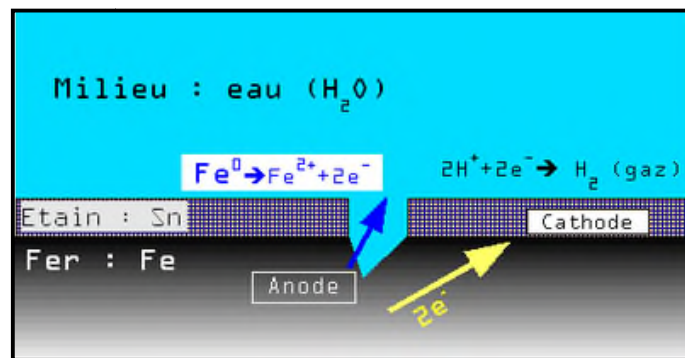 Milieu : eau (H₂O)
Fe⁰➔Fe²⁺+2e⁻
2H⁺+2e⁻➔ H₂ (gaz)
Etain : Sn
Cathode
Fer : Fe
Anode
2e⁻